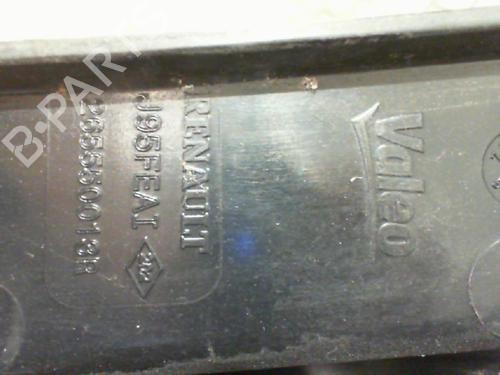 RENAULT
J95FEAI
265550013R
Valeo
B-PARTS